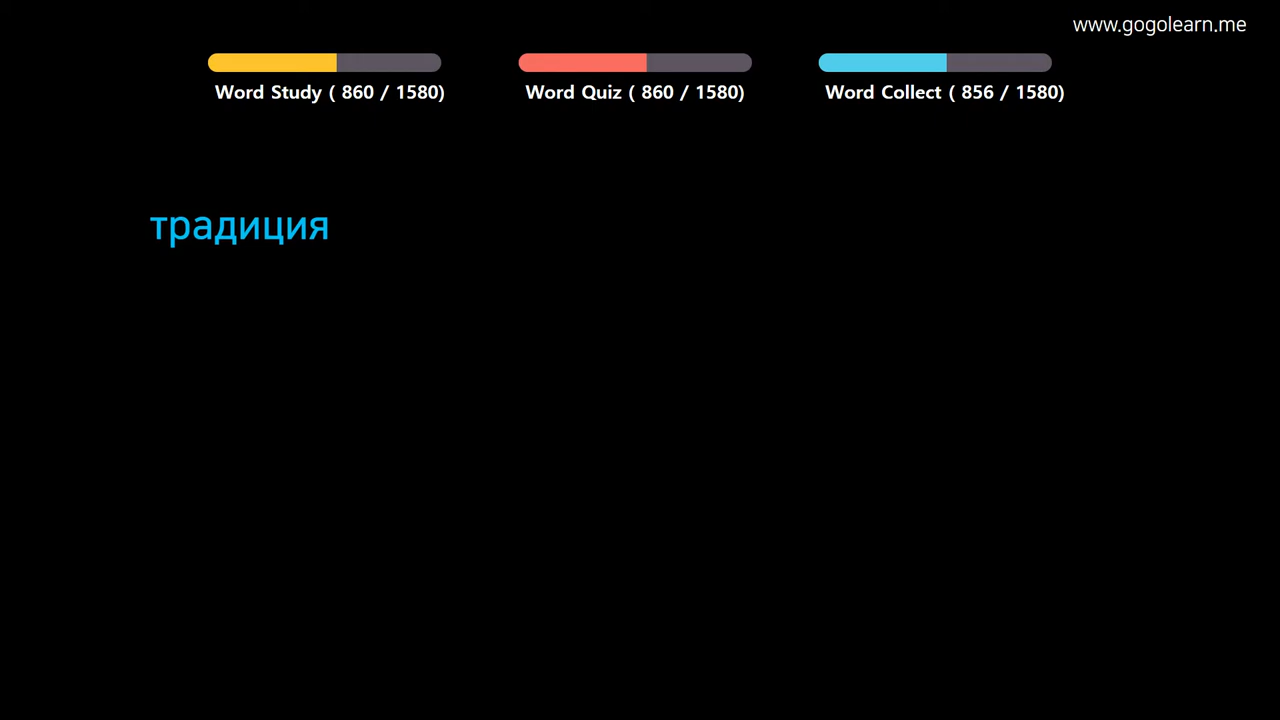 www.gogolearn.me
Word Study ( 860 / 1580) Word Quiz ( 860 / 1580) Word Collect ( 856 / 1580)
традиция